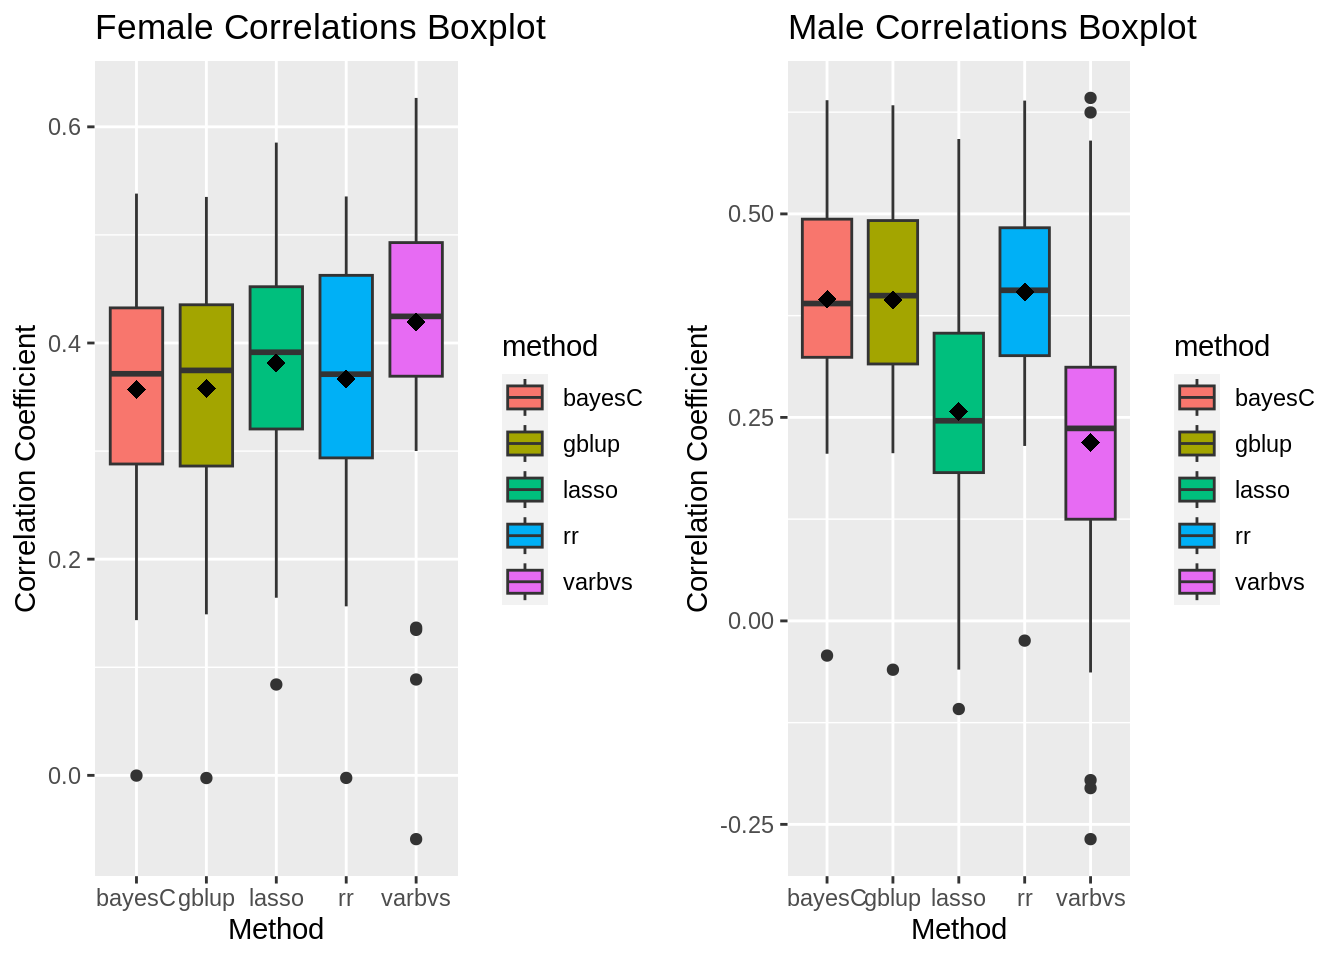 Female Correlations Boxplot
Correlation Coefficient
0.6
0.4
0.2
0.0
bayesC gblup lasso rr varbvs
Method
method
bayesC
gblup
lasso
rr
varbvs
Male Correlations Boxplot
Correlation Coefficient
0.50
0.25
0.00
-0.25
bayesC gblup lasso rr varbvs
Method
method
bayesC
gblup
lasso
rr
varbvs